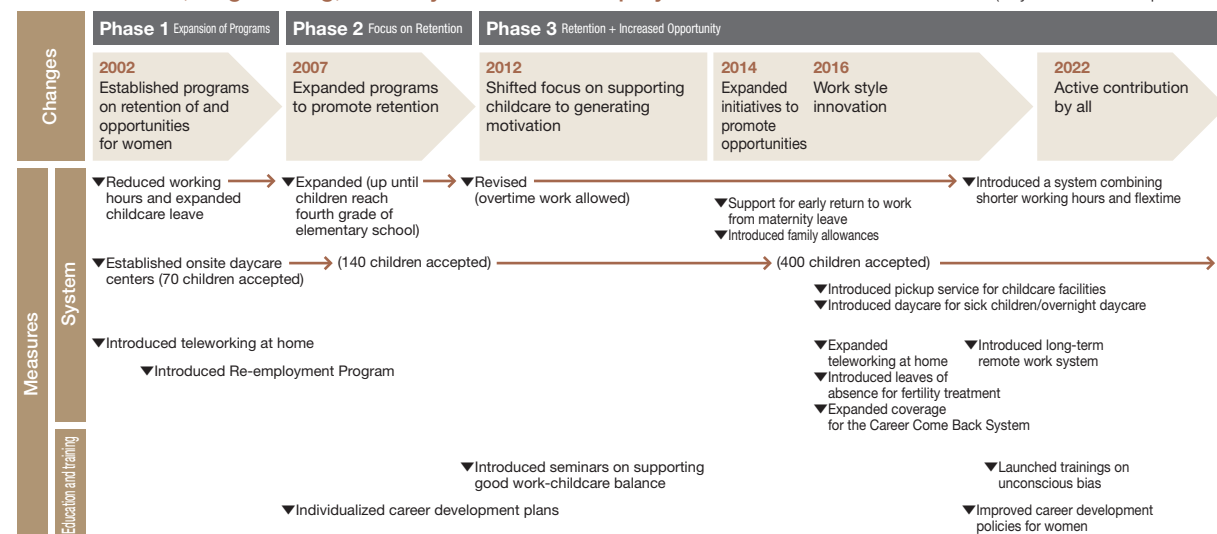 Changes
Phase 1 Expansion of Programs
Phase 2 Focus on Retention
Phase 3 Retention + Increased Opportunity
2002
Established programs
on retention of and
opportunities
for women
2007
Expanded programs
to promote retention
2012
Shifted focus on supporting
childcare to generating
motivation
2014
Expanded
initiatives to
promote
opportunities
2016
Work style
innovation
2022
Active contribution
by all
Measures
System
▼Reduced working
hours and expanded
childcare leave
▼Expanded (up until
children reach
fourth grade of
elementary school)
▼Revised
(overtime work allowed)
▼Support for early return to work
from maternity leave
▼Introduced family allowances
▼Introduced a system combining
shorter working hours and flextime
▼Established onsite daycare
centers (70 children accepted)
(140 children accepted)
(400 children accepted)
▼Introduced pickup service for childcare facilities
▼Introduced daycare for sick children/overnight daycare
▼Introduced teleworking at home
▼Introduced Re-employment Program
▼Expanded
teleworking at home
▼Introduced leaves of
absence for fertility treatment
▼Expanded coverage
for the Career Come Back System
▼Introduced long-term
remote work system
Education and training
▼Introduced seminars on supporting
good work-childcare balance
▼Individualized career development plans
▼Launched trainings on
unconscious bias
▼Improved career development
policies for women